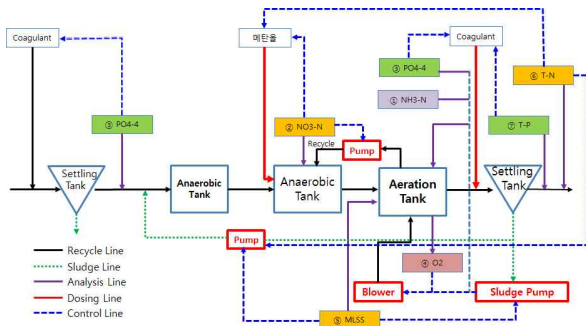 Coagulant
메탄올
③ PO4-4
Coagulant
⑥ T-N
① NH3-N
③ PO4-4
② NO3-N
⑦ T-P
Recycle
Pump
Settling
Tank
Anaerobic
Tank
Anaerobic
Tank
Aeration
Tank
Settling
Tank
Pump
Recycle Line
Sludge Line
Analysis Line
Dosing Line
Control Line
④ O2
Blower
Sludge Pump
⑤ MLSS